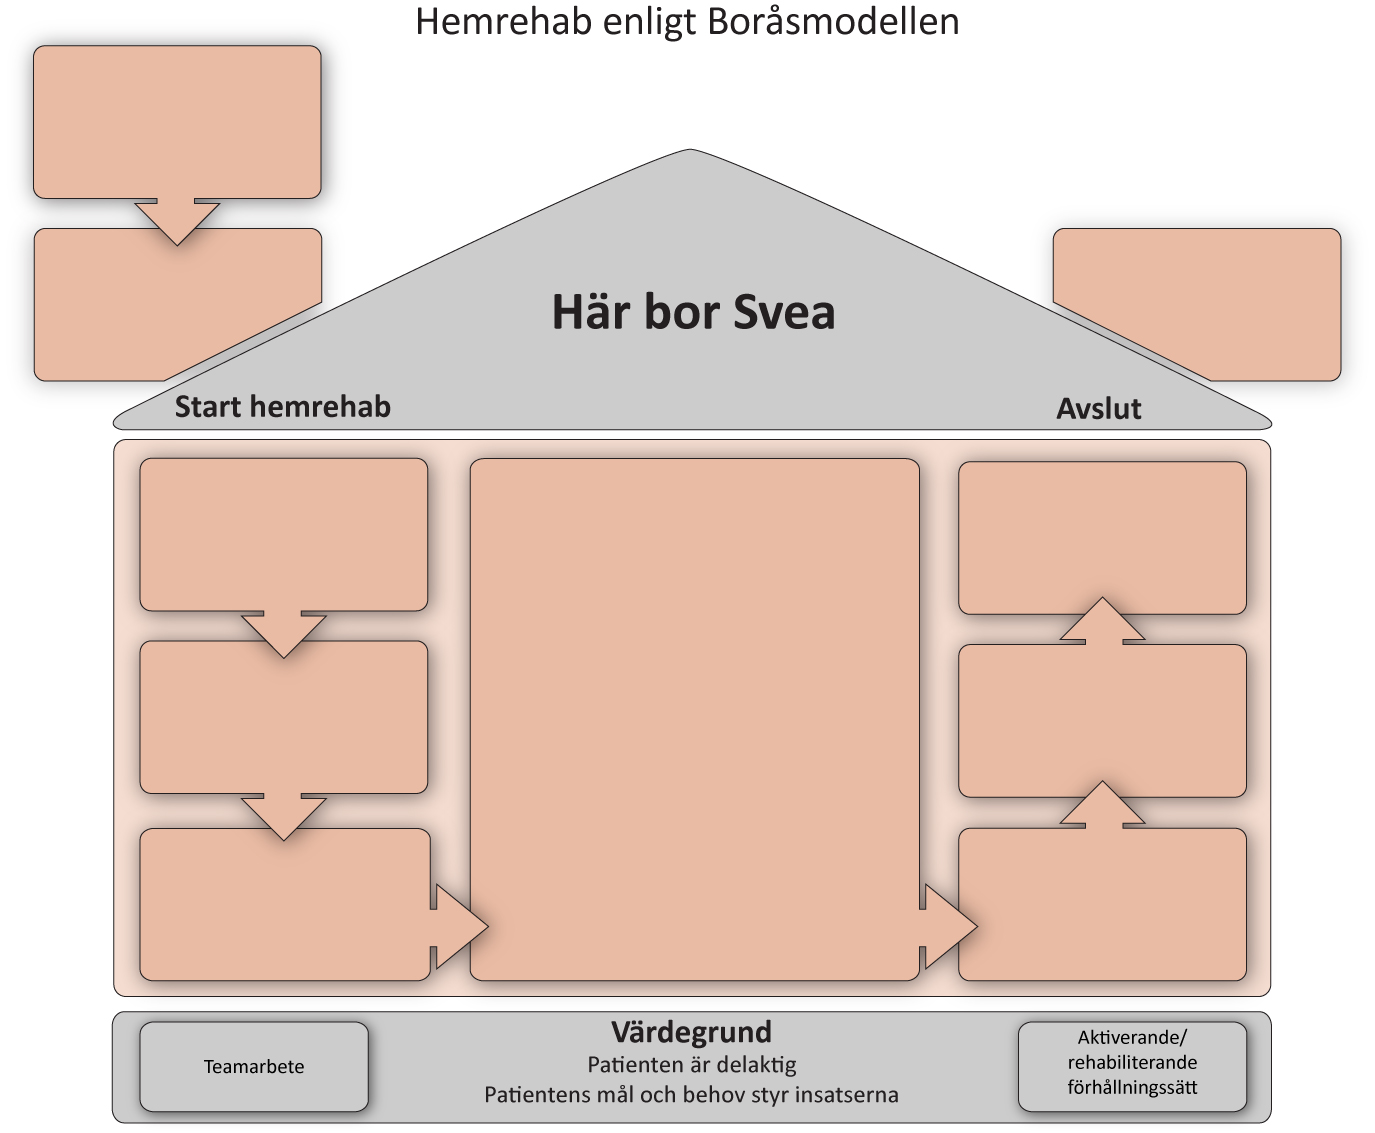 Hemrehab enligt Boråsmodellen
Här bor Svea
Start hemrehab
Avslut
Teamarbete
Värdegrund
Patienten är delaktig
Patientens mål och behov styr insatserna
Aktiverande/
rehabiliterande
förhållningssätt